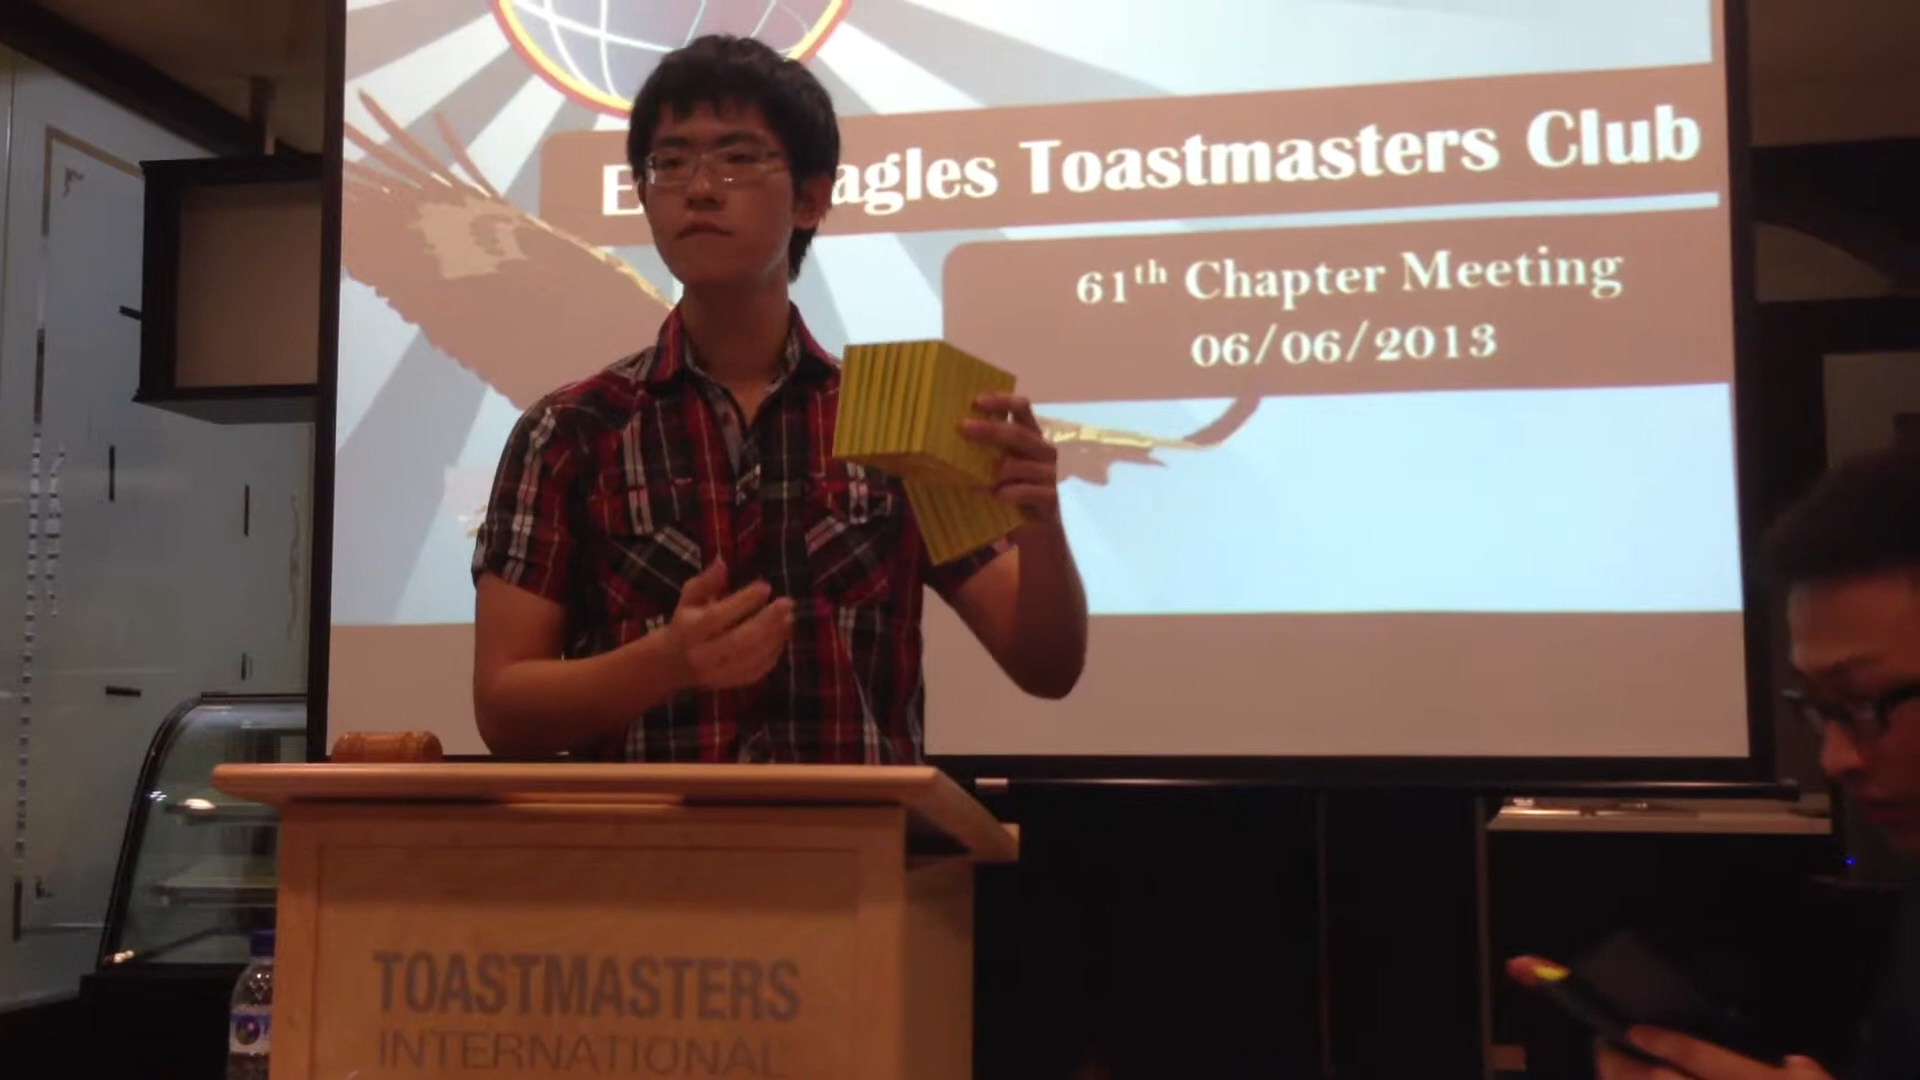 E agles Toastmasters Club
61th Chapter Meeting
06/06/2013
TOASTMASTERS
INTERNATIONAL